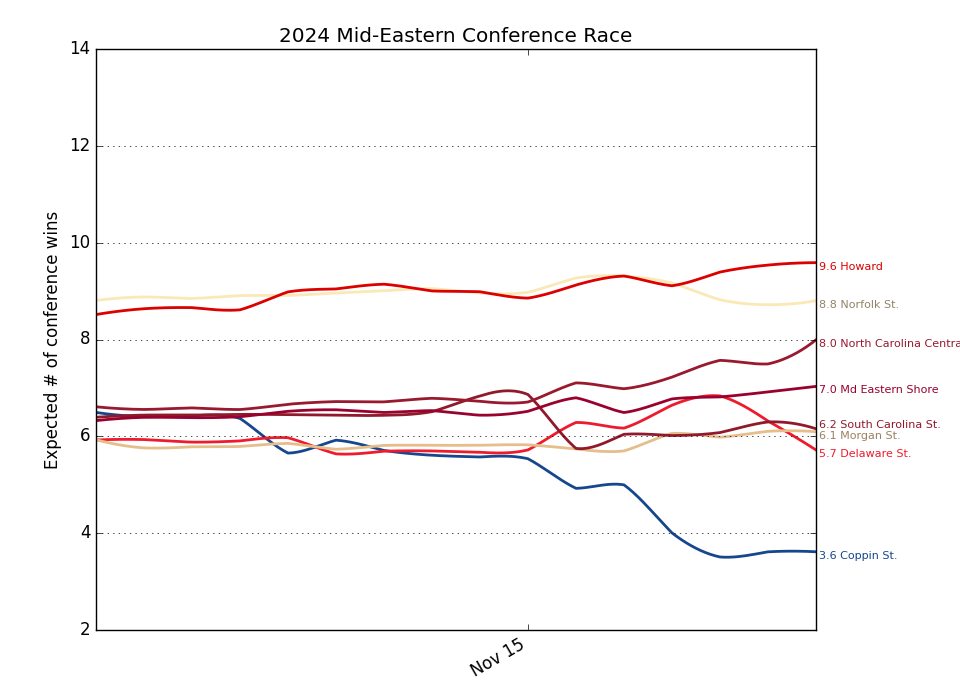 2024 Mid-Eastern Conference Race
Expected # of conference wins
14
12
10
8
6
4
2
Nov 15
9.6 Howard
8.8 Norfolk St.
8.0 North Carolina Centra
7.0 Md Eastern Shore
6.2 South Carolina St.
6.1 Morgan St.
5.7 Delaware St.
3.6 Coppin St.